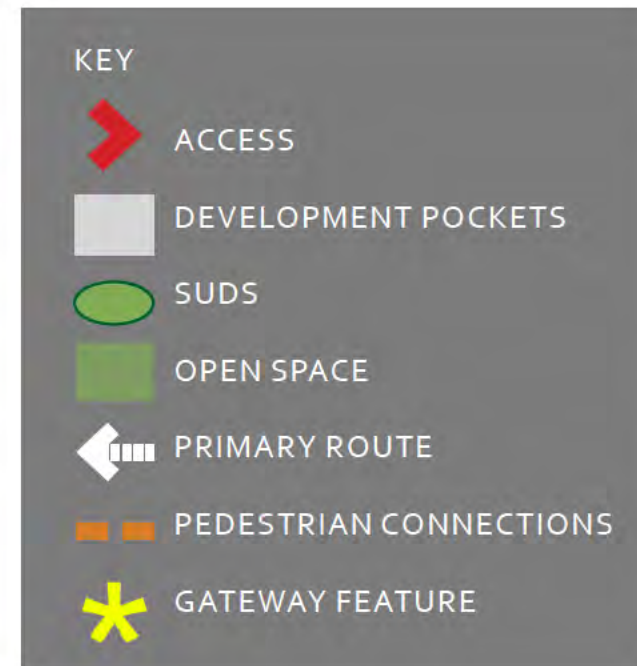 KEY
ACCESS
DEVELOPMENT POCKETS
SUDS
OPEN SPACE
PRIMARY ROUTE
PEDESTRIAN CONNECTIONS
GATEWAY FEATURE